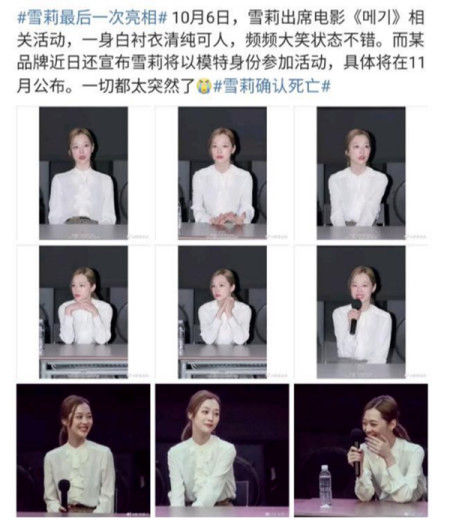 #雪莉最后一次亮相# 10月6日，雪莉出席电影《메기》相
关活动，一身白衬衣清纯可人，频频大笑状态不错。而某
品牌近日还宣布雪莉将以模特身份参加活动，具体将在11
月公布。一切都太突然了😭#雪莉确认死亡#